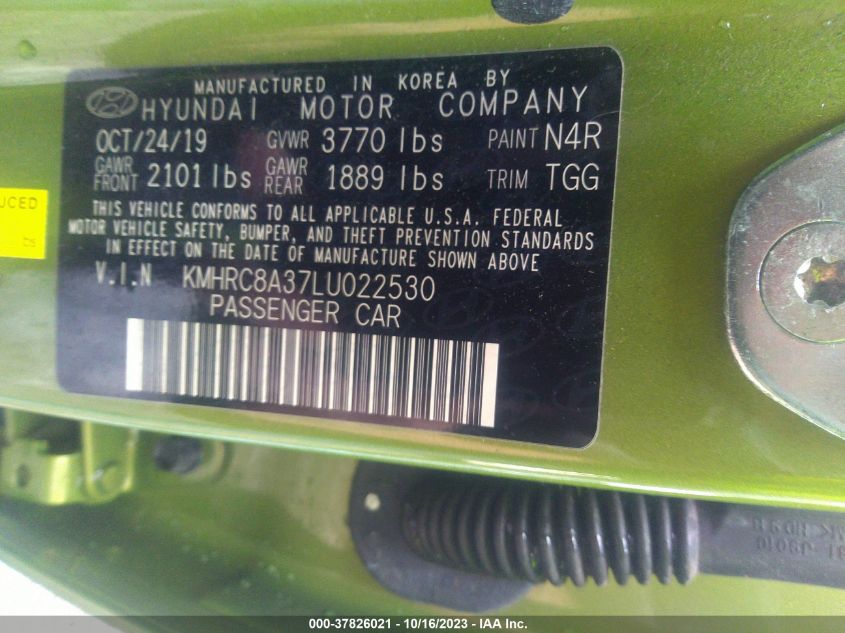 MANUFACTURED IN KOREA BY
HYUNDAI MOTOR COMPANY
OCT/24/19 GVWR 3770 lbs PAINT N4R
GAWR FRONT 2101 lbs GAWR REAR 1889 lbs TRIM TGG
THIS VEHICLE CONFORMS TO ALL APPLICABLE U.S.A. FEDERAL
MOTOR VEHICLE SAFETY, BUMPER, AND THEFT PREVENTION STANDARDS
IN EFFECT ON THE DATE OF MANUFACTURE SHOWN ABOVE
V.I.N KMHRC8A37LU022530
PASSENGER CAR
UCED
lbs
J9010
000-37826021 - 10/16/2023 - IAA Inc.